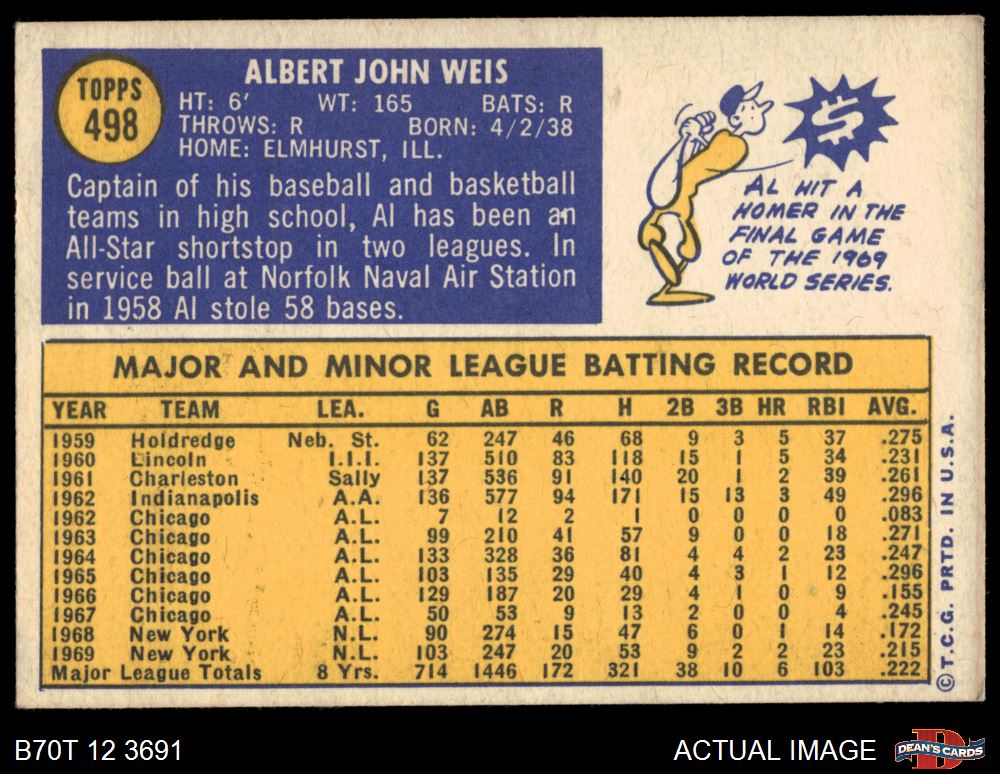 TOPPS
498
ALBERT JOHN WEIS
HT: 6' WT: 165 BATS: R
THROWS: R BORN: 4/2/38
HOME: ELMHURST, ILL.
Captain of his baseball and basketball
teams in high school, Al has been an
All-Star shortstop in two leagues. In
service ball at Norfolk Naval Air Station
in 1958 Al stole 58 bases.
$
AL HIT A
HOMER IN THE
FINAL GAME
OF THE 1969
WORLD SERIES.
MAJOR AND MINOR LEAGUE BATTING RECORD
YEAR TEAM LEA. G AB R H 2B 3B HR RBI AVG.
1959 Holdredge Neb. St. 62 247 46 68 9 3 5 37 .275
1960 Lincoln I.I.I. 137 510 83 118 15 1 5 34 .231
1961 Charleston Sally 137 536 91 140 20 1 2 39 .261
1962 Indianapolis A.A. 136 577 94 171 15 13 3 49 .296
1962 Chicago A.L. 7 12 2 1 0 0 0 0 .083
1963 Chicago A.L. 99 210 41 57 9 0 0 18 .271
1964 Chicago A.L. 133 328 36 81 4 4 2 23 .247
1965 Chicago A.L. 103 135 29 40 4 3 1 12 .296
1966 Chicago A.L. 129 187 20 29 4 1 0 9 .155
1967 Chicago A.L. 50 53 9 13 2 0 0 4 .245
1968 New York N.L. 90 274 15 47 6 0 1 14 .172
1969 New York N.L. 103 247 20 53 9 2 2 23 .215
Major League Totals 8 Yrs. 714 1446 172 321 38 10 6 103 .222
©T.C.G. PRTD. IN U.S.A.
B70T 12 3691
ACTUAL IMAGE
D
DEAN'S CARDS